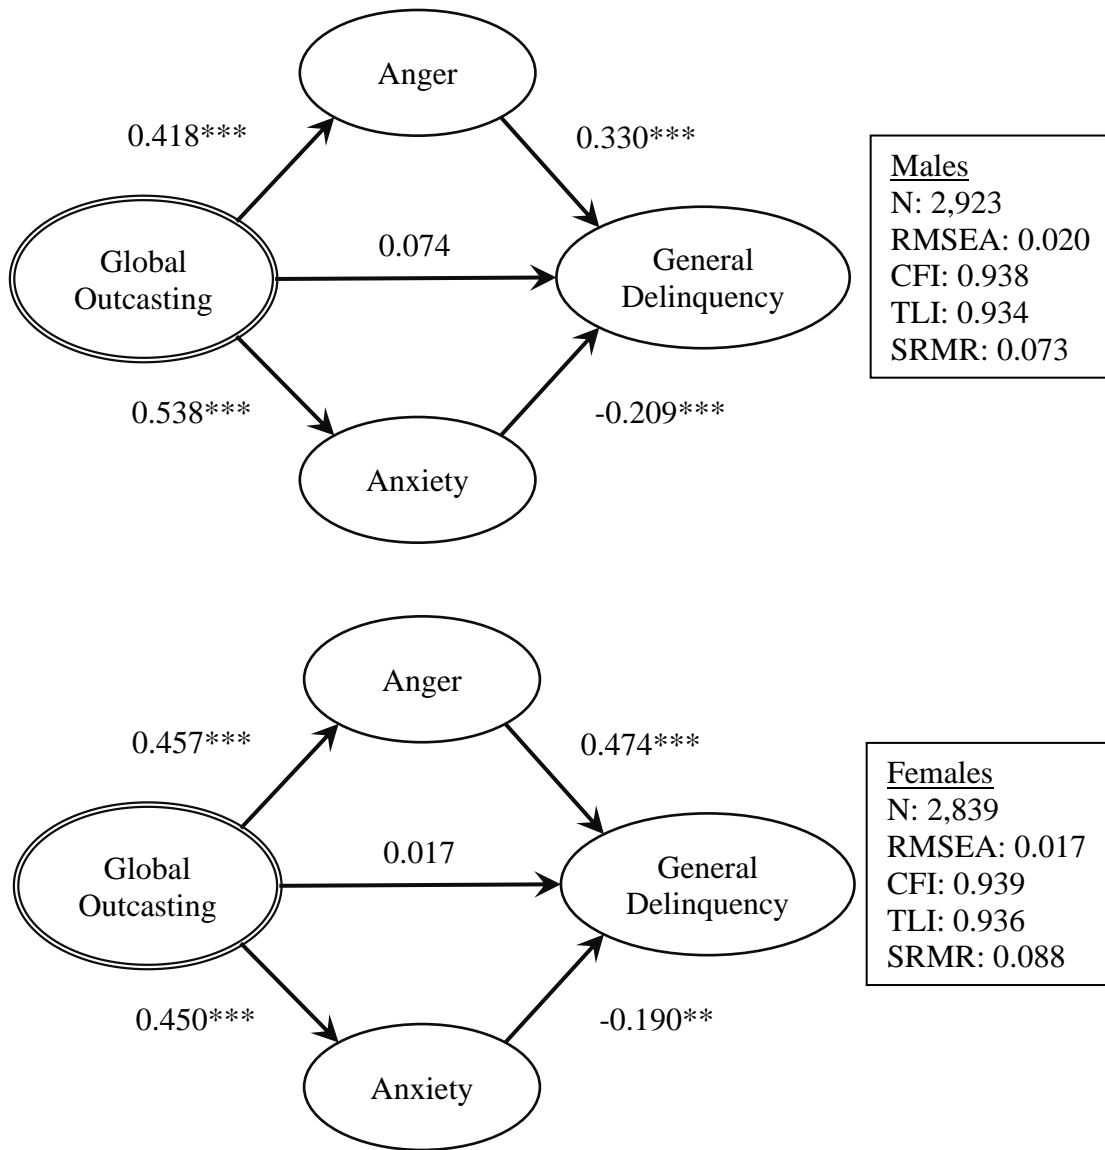 Anger
0.418***
0.330***
Global
Outcasting
0.074
General
Delinquency
0.538***
-0.209***
Anxiety
Males
N: 2,923
RMSEA: 0.020
CFI: 0.938
TLI: 0.934
SRMR: 0.073
Anger
0.457***
0.474***
Global
Outcasting
0.017
General
Delinquency
0.450***
-0.190**
Anxiety
Females
N: 2,839
RMSEA: 0.017
CFI: 0.939
TLI: 0.936
SRMR: 0.088